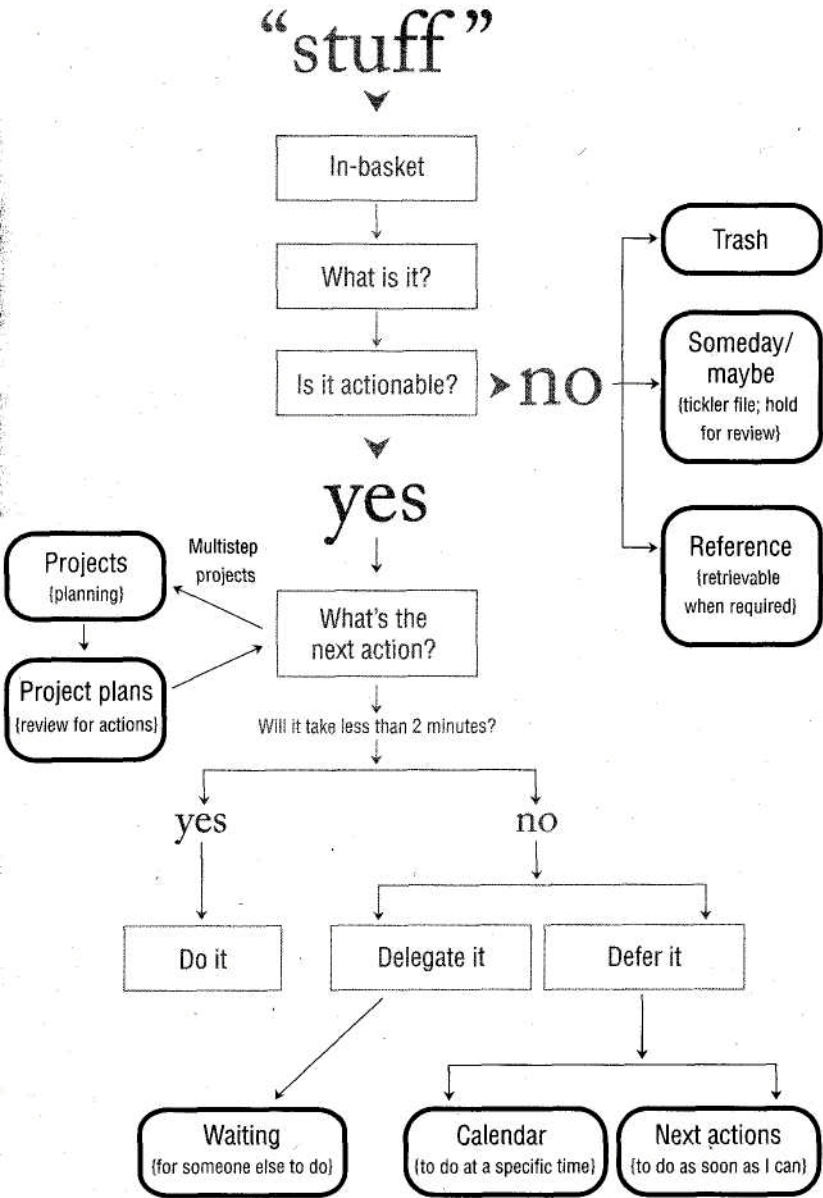 “stuff”
In-basket
What is it?
Is it actionable?
no
Trash
Someday/
maybe
{tickler file; hold
for review}
Reference
{retrievable
when required}
yes
Multistep
projects
Projects
{planning}
Project plans
{review for actions}
What's the
next action?
Will it take less than 2 minutes?
yes
no
Do it
Delegate it
Defer it
Waiting
{for someone else to do}
Calendar
{to do at a specific time}
Next actions
{to do as soon as I can}